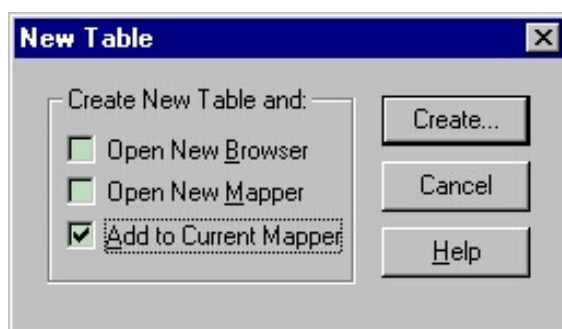 New Table
Create New Table and:
Open New Browser
Open New Mapper
Add to Current Mapper
Create...
Cancel
Help